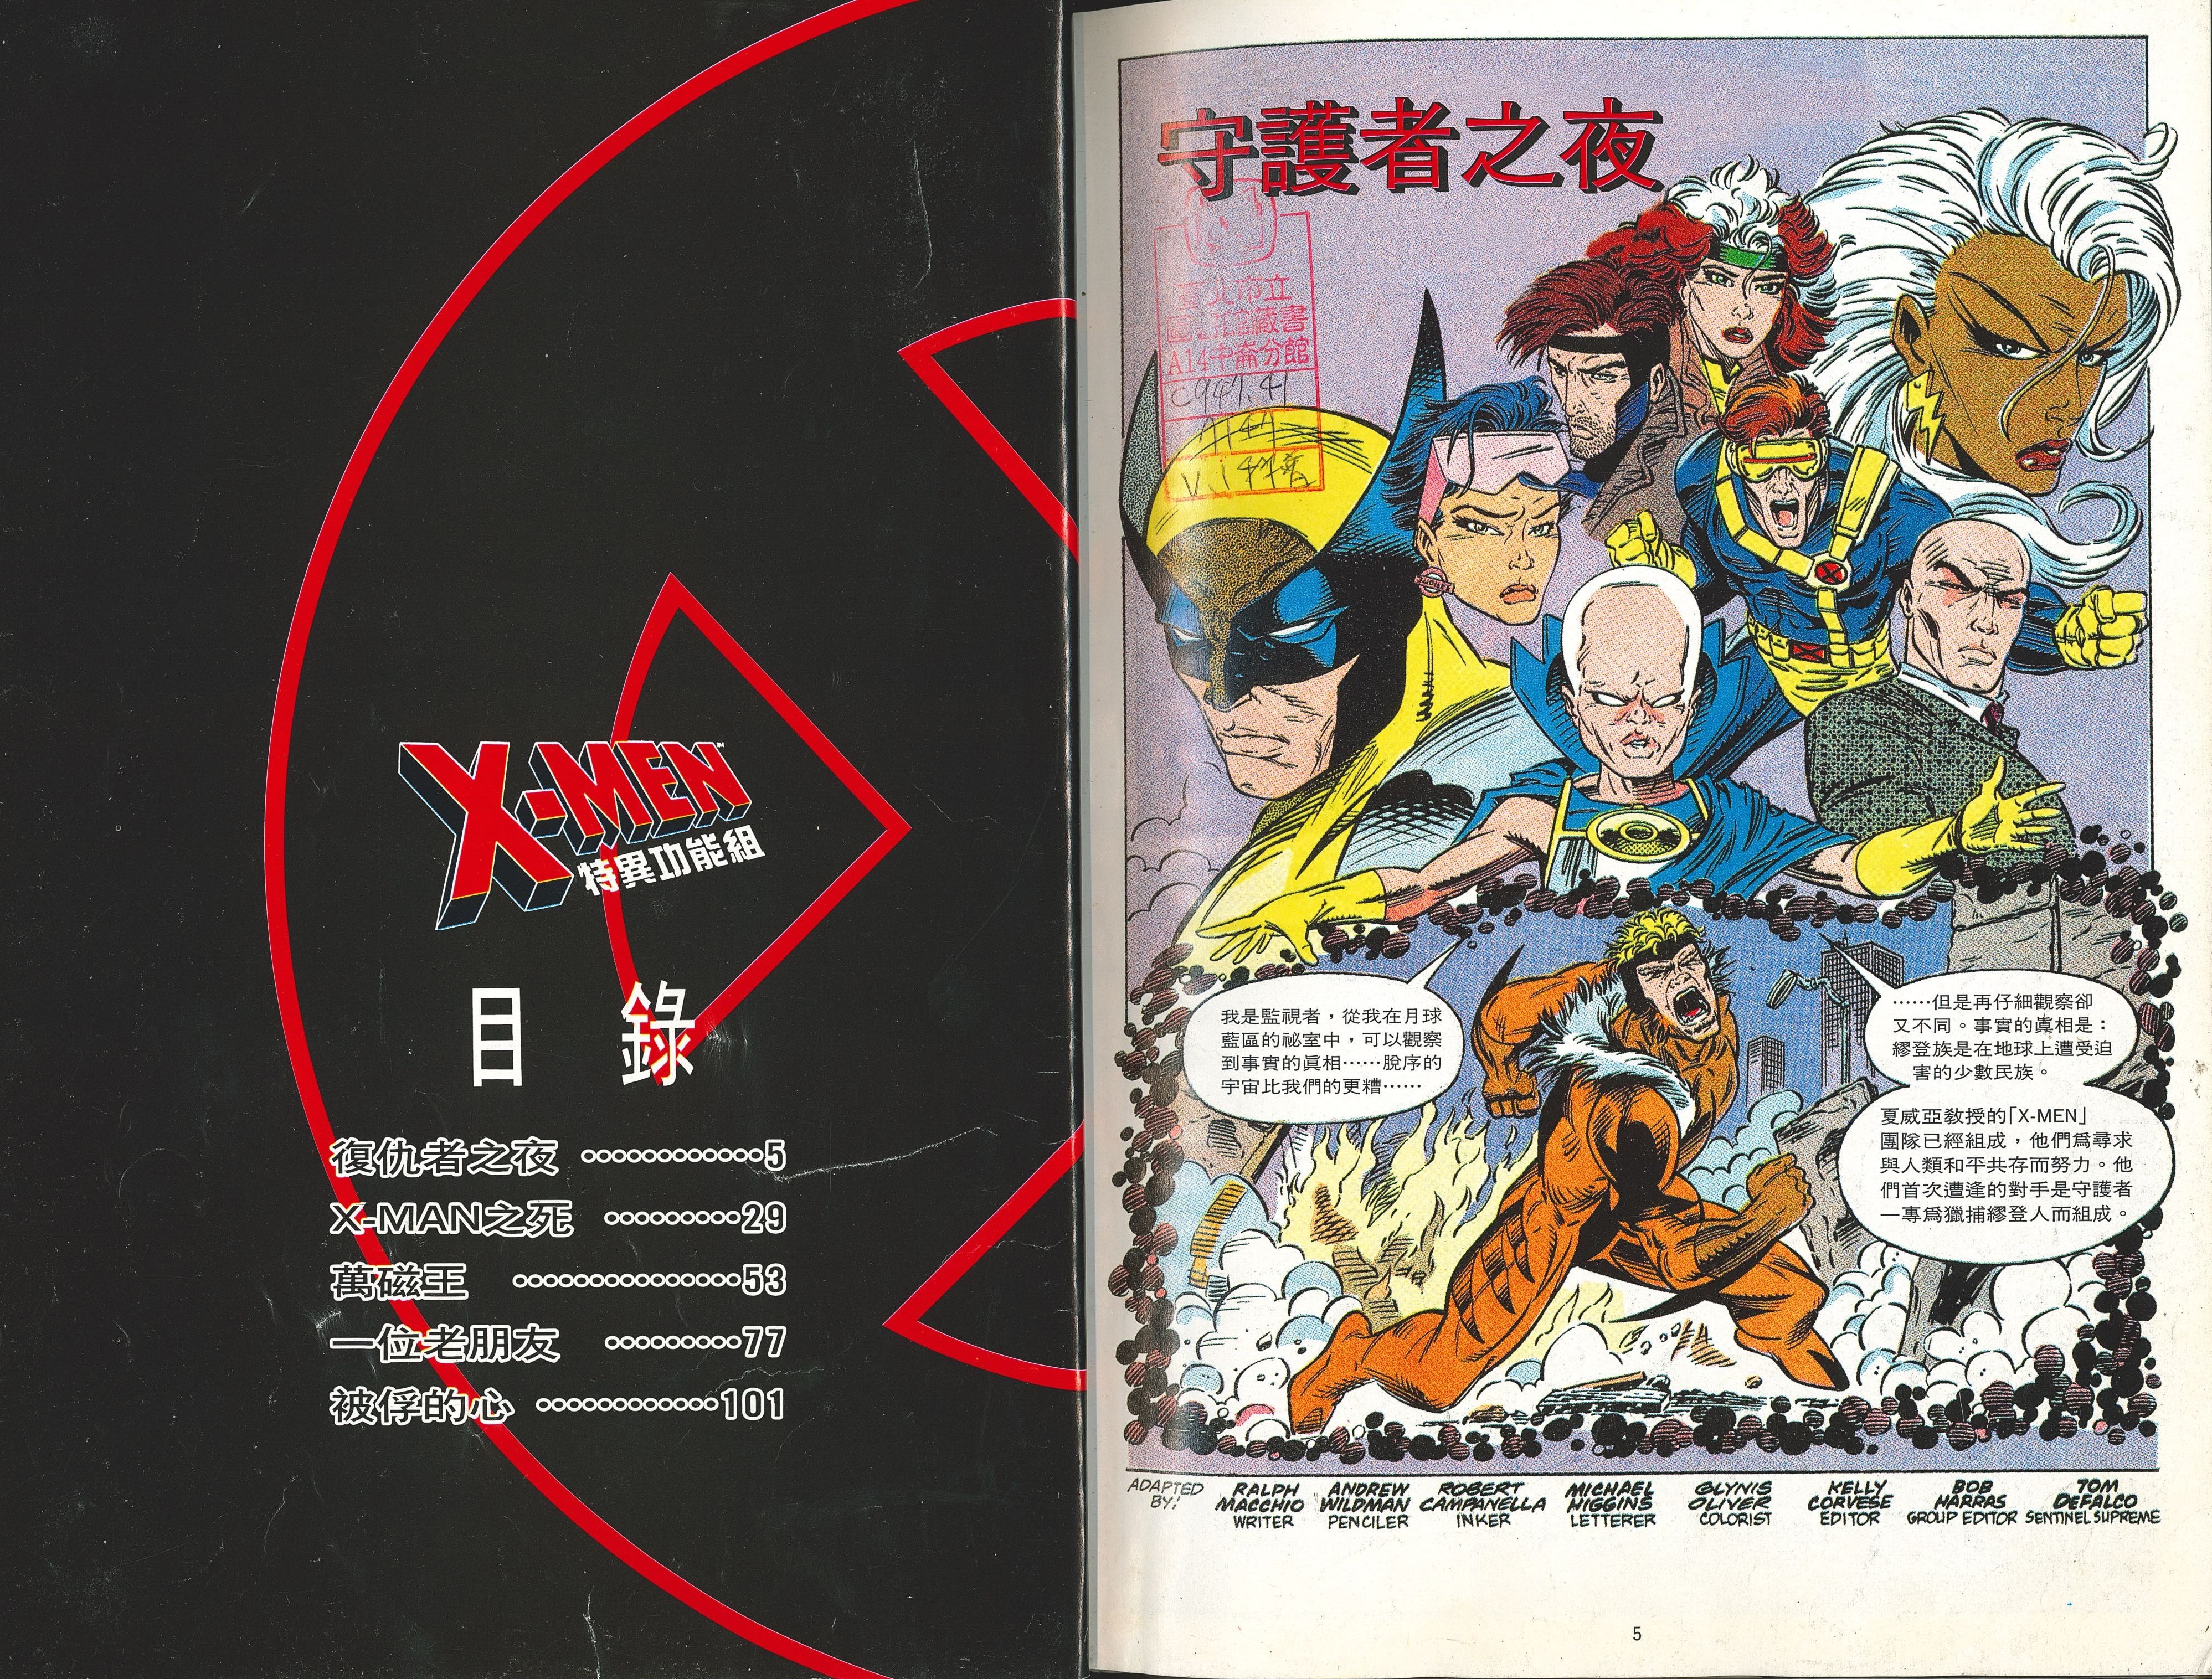 X-MEN
特異功能組
目 錄
復仇者之夜 ············5
X-MAN之死 ·········29
萬磁王 ···············53
一位老朋友 ·········77
被俘的心 ············101
守護者之夜
臺北市立
圖書館藏書
A14中崙分館
C947.41
V.1
我是監視者，從我在月球
藍區的祕室中，可以觀察
到事實的眞相……脫序的
宇宙比我們的更糟……
……但是再仔細觀察卻
又不同。事實的眞相是：
繆登族是在地球上遭受迫
害的少數民族。
夏威亞教授的「X-MEN」
團隊已經組成，他們爲尋求
與人類和平共存而努力。他
們首次遭逢的對手是守護者
—專爲獵捕繆登人而組成。
ADAPTED BY:
RALPH MACCHIO WRITER
ANDREW WILDMAN PENCILER
ROBERT CAMPANELLA INKER
MICHAEL HIGGINS LETTERER
GLYNIS OLIVER COLORIST
KELLY CORVESE EDITOR
BOB HARRAS GROUP EDITOR
TOM DEFALCO SENTINEL SUPREME
5